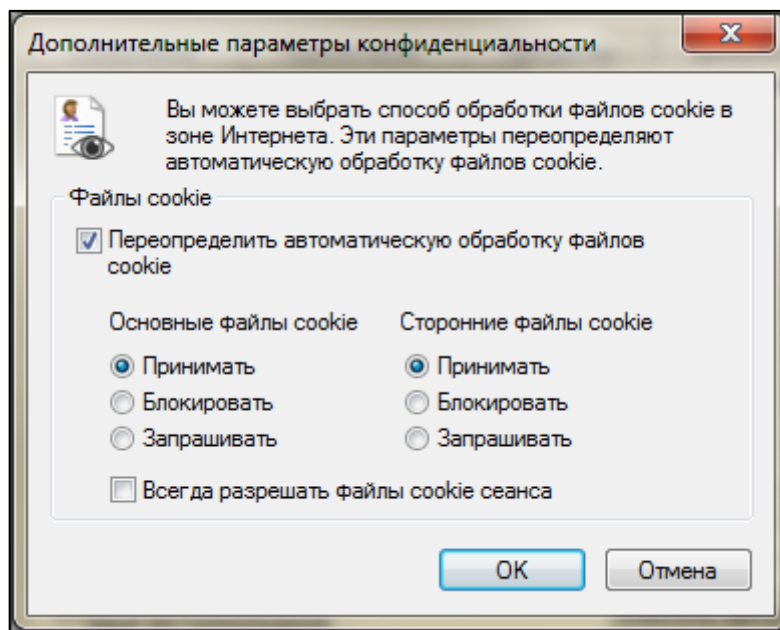 Дополнительные параметры конфиденциальности
Вы можете выбрать способ обработки файлов cookie в
зоне Интернета. Эти параметры переопределяют
автоматическую обработку файлов cookie.
Файлы cookie
Переопределить автоматическую обработку файлов
cookie
Основные файлы cookie Сторонние файлы cookie
Принимать Принимать
Блокировать Блокировать
Запрашивать Запрашивать
Всегда разрешать файлы cookie сеанса
ОК Отмена